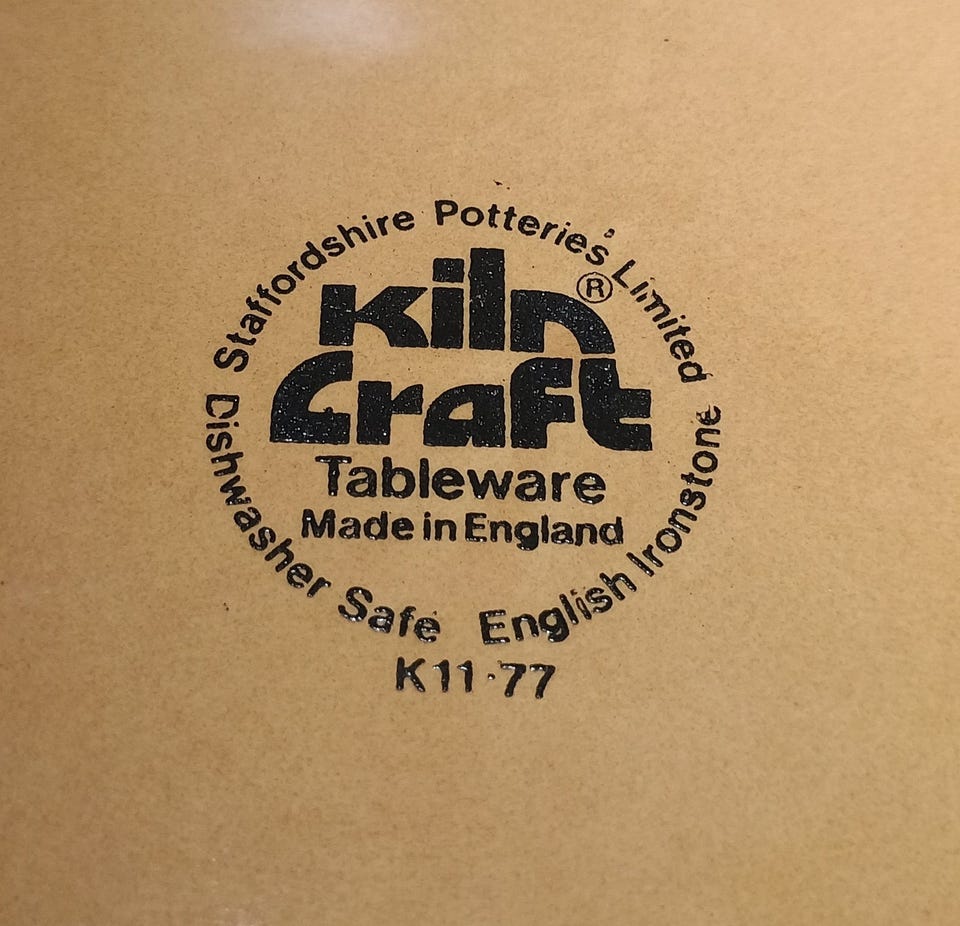 Staffordshire Potteries' Limited
Kiln ®
Craft
Tableware
Made in England
Dishwasher Safe English Ironstone
K11·77